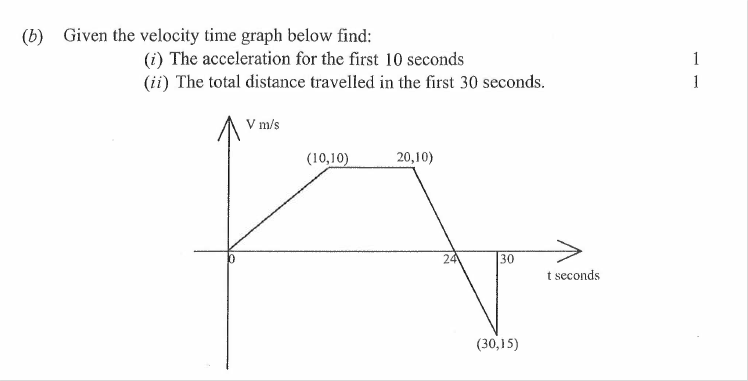 (b) Given the velocity time graph below find:
(i) The acceleration for the first 10 seconds 1
(ii) The total distance travelled in the first 30 seconds. 1
V m/s
(10,10) 20,10)
0 24 30
t seconds
(30,15)